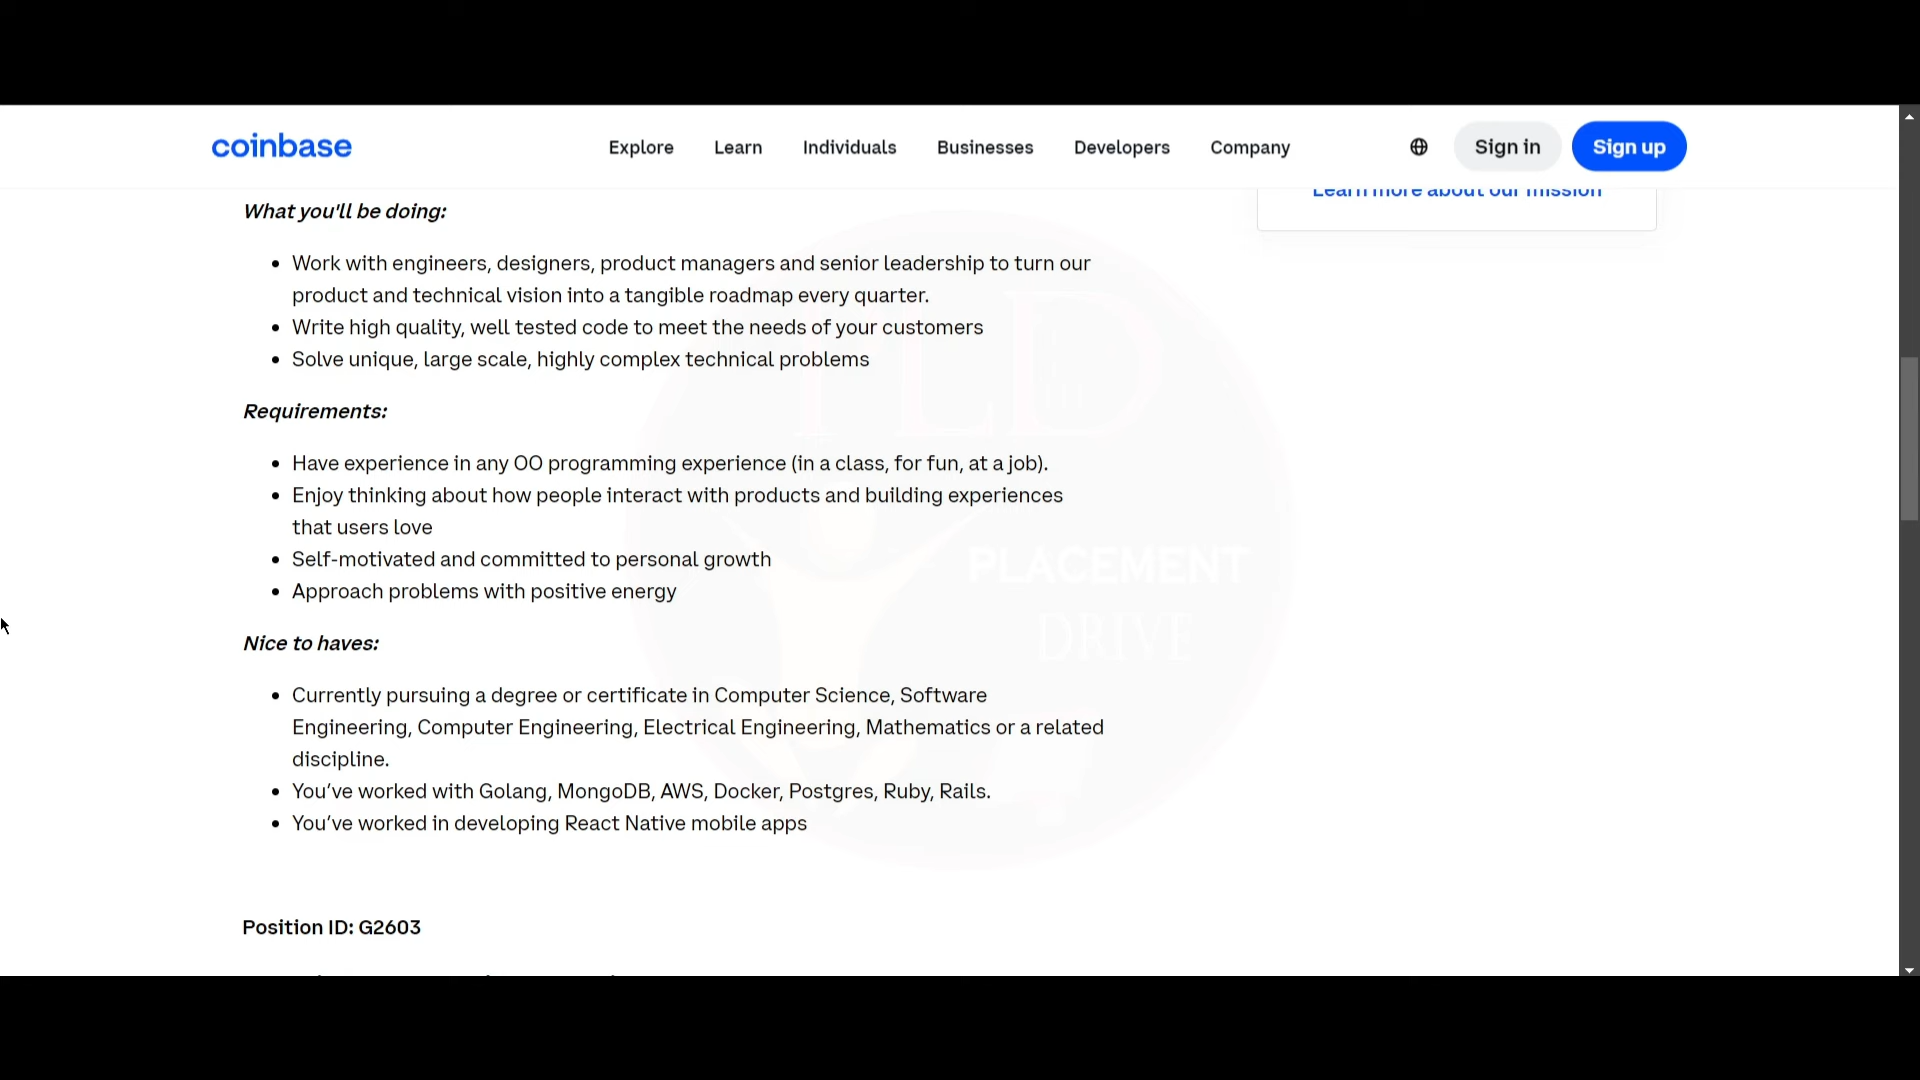 coinbase
Explore Learn Individuals Businesses Developers Company
Sign in
Sign up
Learn more about our mission
What you'll be doing:
Work with engineers, designers, product managers and senior leadership to turn our
product and technical vision into a tangible roadmap every quarter.
Write high quality, well tested code to meet the needs of your customers
Solve unique, large scale, highly complex technical problems
Requirements:
Have experience in any OO programming experience (in a class, for fun, at a job).
Enjoy thinking about how people interact with products and building experiences
that users love
Self-motivated and committed to personal growth
Approach problems with positive energy
PLACEMENT
DRIVE
Nice to haves:
Currently pursuing a degree or certificate in Computer Science, Software
Engineering, Computer Engineering, Electrical Engineering, Mathematics or a related
discipline.
You’ve worked with Golang, MongoDB, AWS, Docker, Postgres, Ruby, Rails.
You’ve worked in developing React Native mobile apps
Position ID: G2603